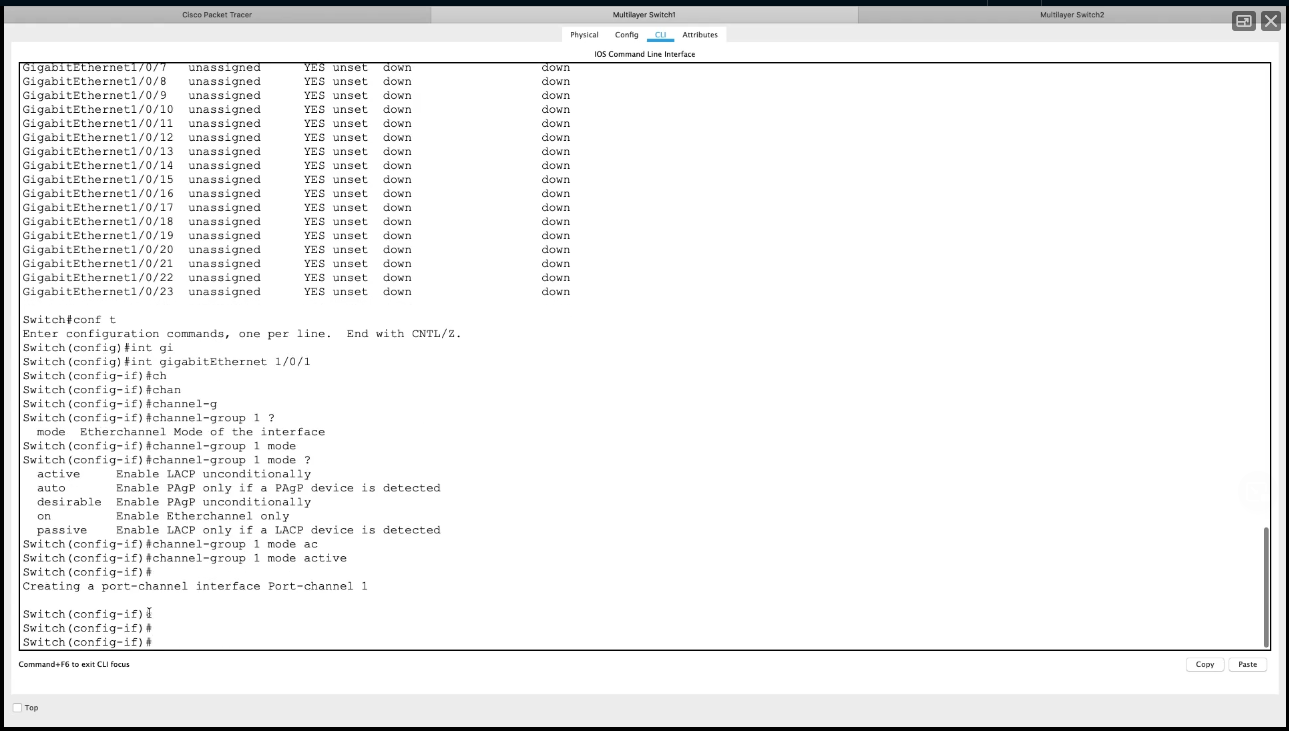 Cisco Packet Tracer
Multilayer Switch1
Multilayer Switch2
Physical Config CLI Attributes
IOS Command Line Interface
GigabitEthernet1/0/7 unassigned YES unset down down
GigabitEthernet1/0/8 unassigned YES unset down down
GigabitEthernet1/0/9 unassigned YES unset down down
GigabitEthernet1/0/10 unassigned YES unset down down
GigabitEthernet1/0/11 unassigned YES unset down down
GigabitEthernet1/0/12 unassigned YES unset down down
GigabitEthernet1/0/13 unassigned YES unset down down
GigabitEthernet1/0/14 unassigned YES unset down down
GigabitEthernet1/0/15 unassigned YES unset down down
GigabitEthernet1/0/16 unassigned YES unset down down
GigabitEthernet1/0/17 unassigned YES unset down down
GigabitEthernet1/0/18 unassigned YES unset down down
GigabitEthernet1/0/19 unassigned YES unset down down
GigabitEthernet1/0/20 unassigned YES unset down down
GigabitEthernet1/0/21 unassigned YES unset down down
GigabitEthernet1/0/22 unassigned YES unset down down
GigabitEthernet1/0/23 unassigned YES unset down down
Switch#conf t
Enter configuration commands, one per line. End with CNTL/Z.
Switch(config)#int gi
Switch(config)#int gigabitEthernet 1/0/1
Switch(config-if)#ch
Switch(config-if)#chan
Switch(config-if)#channel-g
Switch(config-if)#channel-group 1 ?
mode Etherchannel Mode of the interface
Switch(config-if)#channel-group 1 mode
Switch(config-if)#channel-group 1 mode ?
active Enable LACP unconditionally
auto Enable PAgP only if a PAgP device is detected
desirable Enable PAgP unconditionally
on Enable Etherchannel only
passive Enable LACP only if a LACP device is detected
Switch(config-if)#channel-group 1 mode ac
Switch(config-if)#channel-group 1 mode active
Switch(config-if)#
Creating a port-channel interface Port-channel 1
Switch(config-if)#
Switch(config-if)#
Switch(config-if)#
Command+F6 to exit CLI focus
Copy Paste
Top